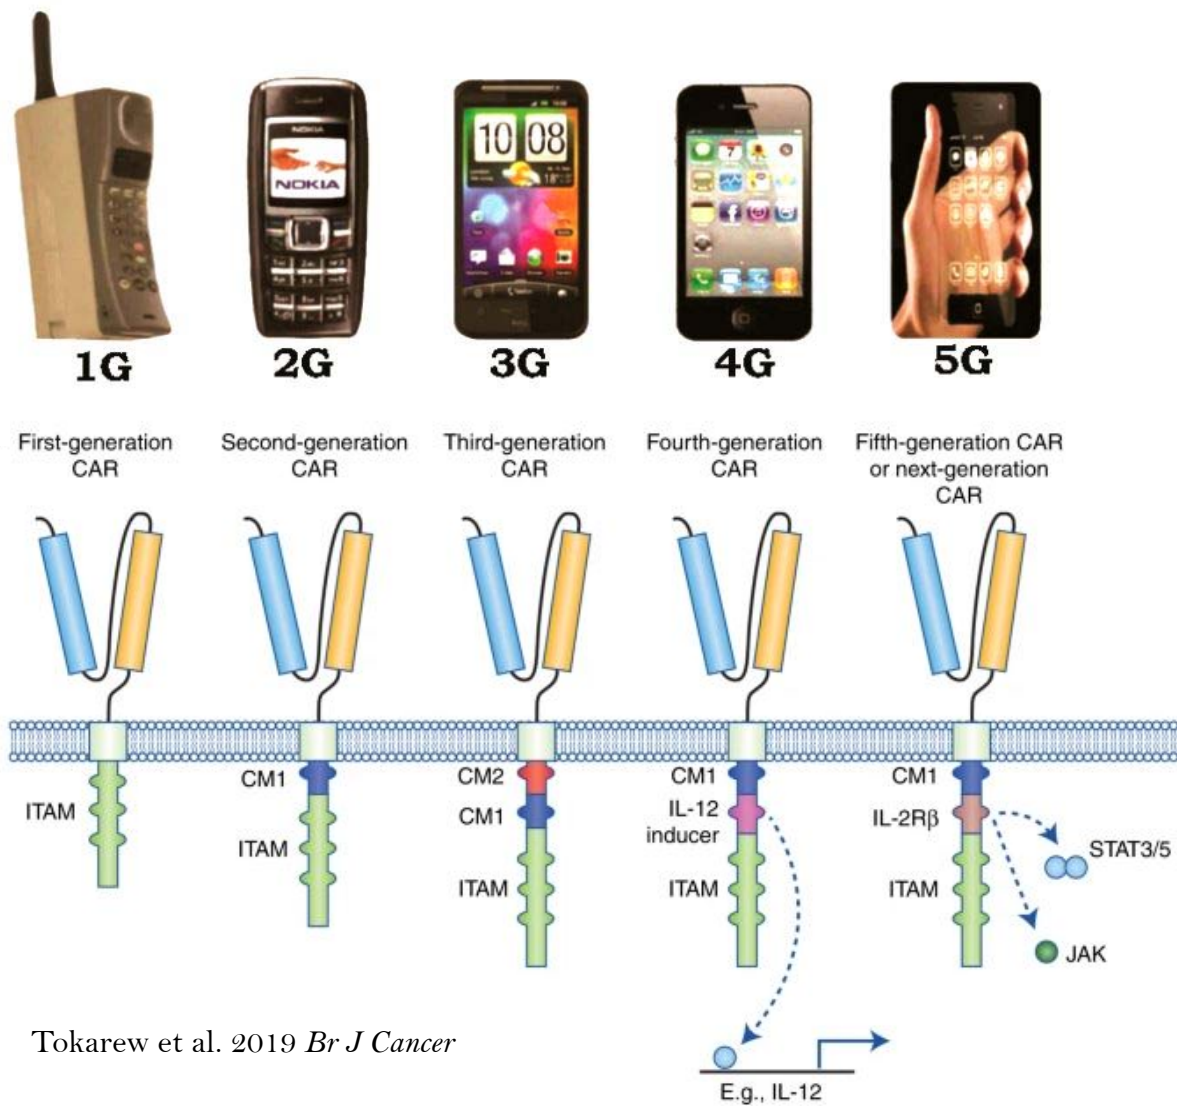 NOKIA
NOKIA
10 08
7
1G
2G
3G
4G
5G
First-generation
CAR
Second-generation
CAR
Third-generation
CAR
Fourth-generation
CAR
Fifth-generation CAR
or next-generation
CAR
ITAM
CM1
ITAM
CM2
CM1
ITAM
CM1
IL-12
inducer
ITAM
CM1
IL-2Rβ
ITAM
STAT3/5
JAK
Tokarew et al. 2019 Br J Cancer
E.g., IL-12